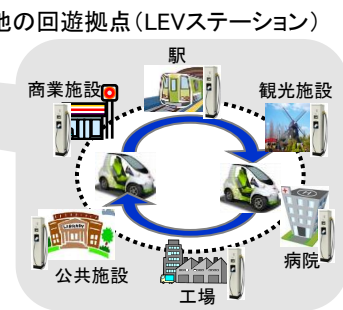 地の回遊拠点（LEVステーション）
駅
商業施設
観光施設
LIBRARY
公共施設
病院
工場